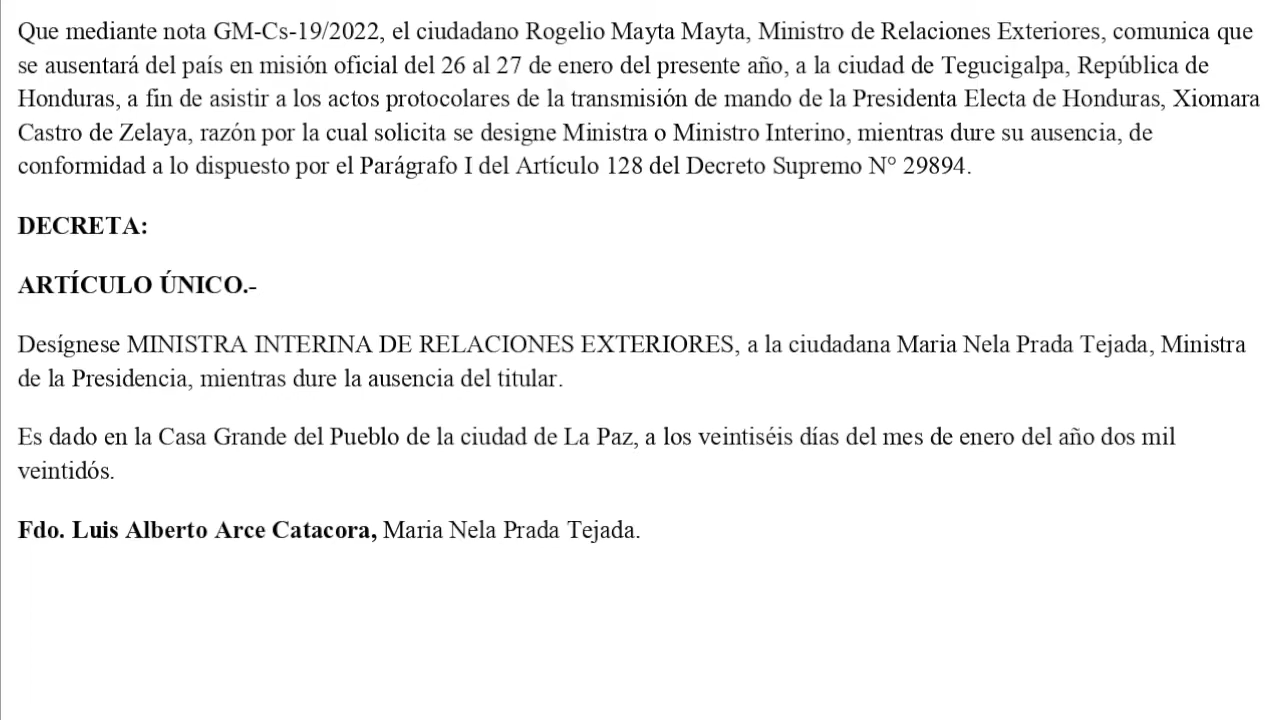 Que mediante nota GM-Cs-19/2022, el ciudadano Rogelio Mayta Mayta, Ministro de Relaciones Exteriores, comunica que
se ausentará del país en misión oficial del 26 al 27 de enero del presente año, a la ciudad de Tegucigalpa, República de
Honduras, a fin de asistir a los actos protocolares de la transmisión de mando de la Presidenta Electa de Honduras, Xiomara
Castro de Zelaya, razón por la cual solicita se designe Ministra o Ministro Interino, mientras dure su ausencia, de
conformidad a lo dispuesto por el Parágrafo I del Artículo 128 del Decreto Supremo N° 29894.
DECRETA:
ARTÍCULO ÚNICO.-
Desígnese MINISTRA INTERINA DE RELACIONES EXTERIORES, a la ciudadana Maria Nela Prada Tejada, Ministra
de la Presidencia, mientras dure la ausencia del titular.
Es dado en la Casa Grande del Pueblo de la ciudad de La Paz, a los veintiséis días del mes de enero del año dos mil
veintidós.
Fdo. Luis Alberto Arce Catacora, Maria Nela Prada Tejada.